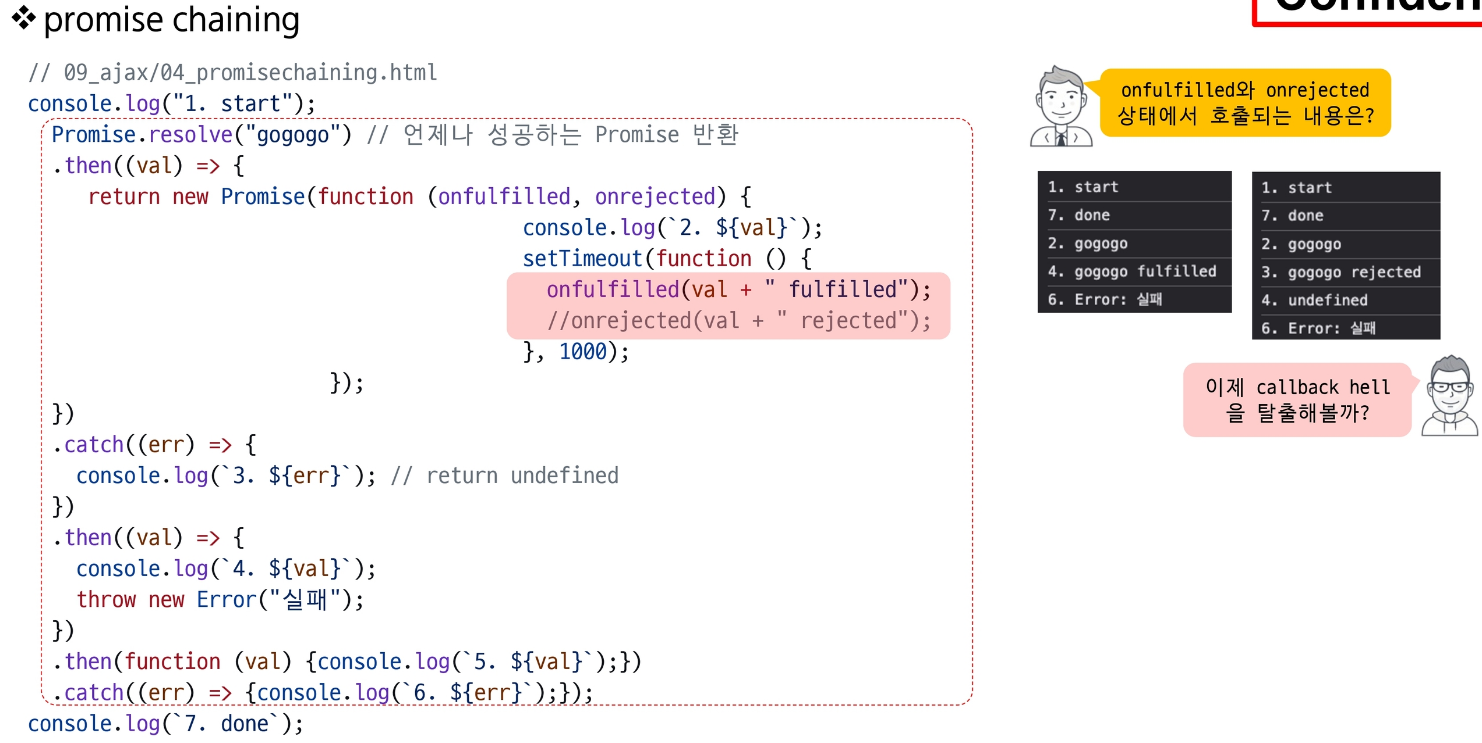 ❖ promise chaining
// 09_ajax/04_promisechaining.html
console.log("1. start");
Promise.resolve("gogogo") // 언제나 성공하는 Promise 반환
.then((val) => {
return new Promise(function (onfulfilled, onrejected) {
console.log(`2. ${val}`);
setTimeout(function () {
onfulfilled(val + " fulfilled");
//onrejected(val + " rejected");
}, 1000);
});
})
.catch((err) => {
console.log(`3. ${err}`); // return undefined
})
.then((val) => {
console.log(`4. ${val}`);
throw new Error("실패");
})
.then(function (val) {console.log(`5. ${val}`);})
.catch((err) => {console.log(`6. ${err}`);});
console.log(`7. done`);
onfulfilled와 onrejected
상태에서 호출되는 내용은?
1. start
7. done
2. gogogo
4. gogogo fulfilled
6. Error: 실패
1. start
7. done
2. gogogo
3. gogogo rejected
4. undefined
6. Error: 실패
이제 callback hell
을 탈출해볼까?